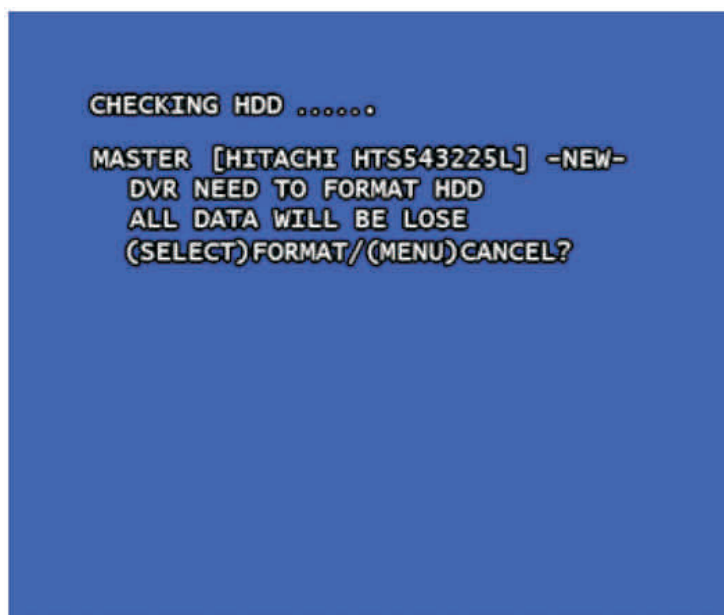 CHECKING HDD ......
MASTER [HITACHI HTS543225L] -NEW-
DVR NEED TO FORMAT HDD
ALL DATA WILL BE LOSE
(SELECT)FORMAT/(MENU)CANCEL?